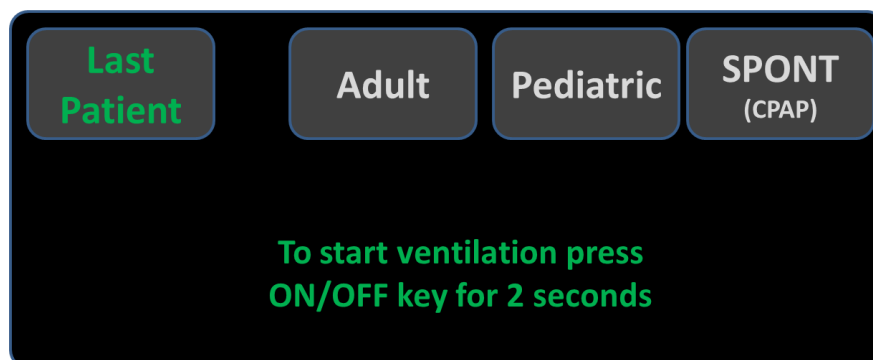 Last
Patient
Adult
Pediatric
SPONT
(CPAP)
To start ventilation press
ON/OFF key for 2 seconds